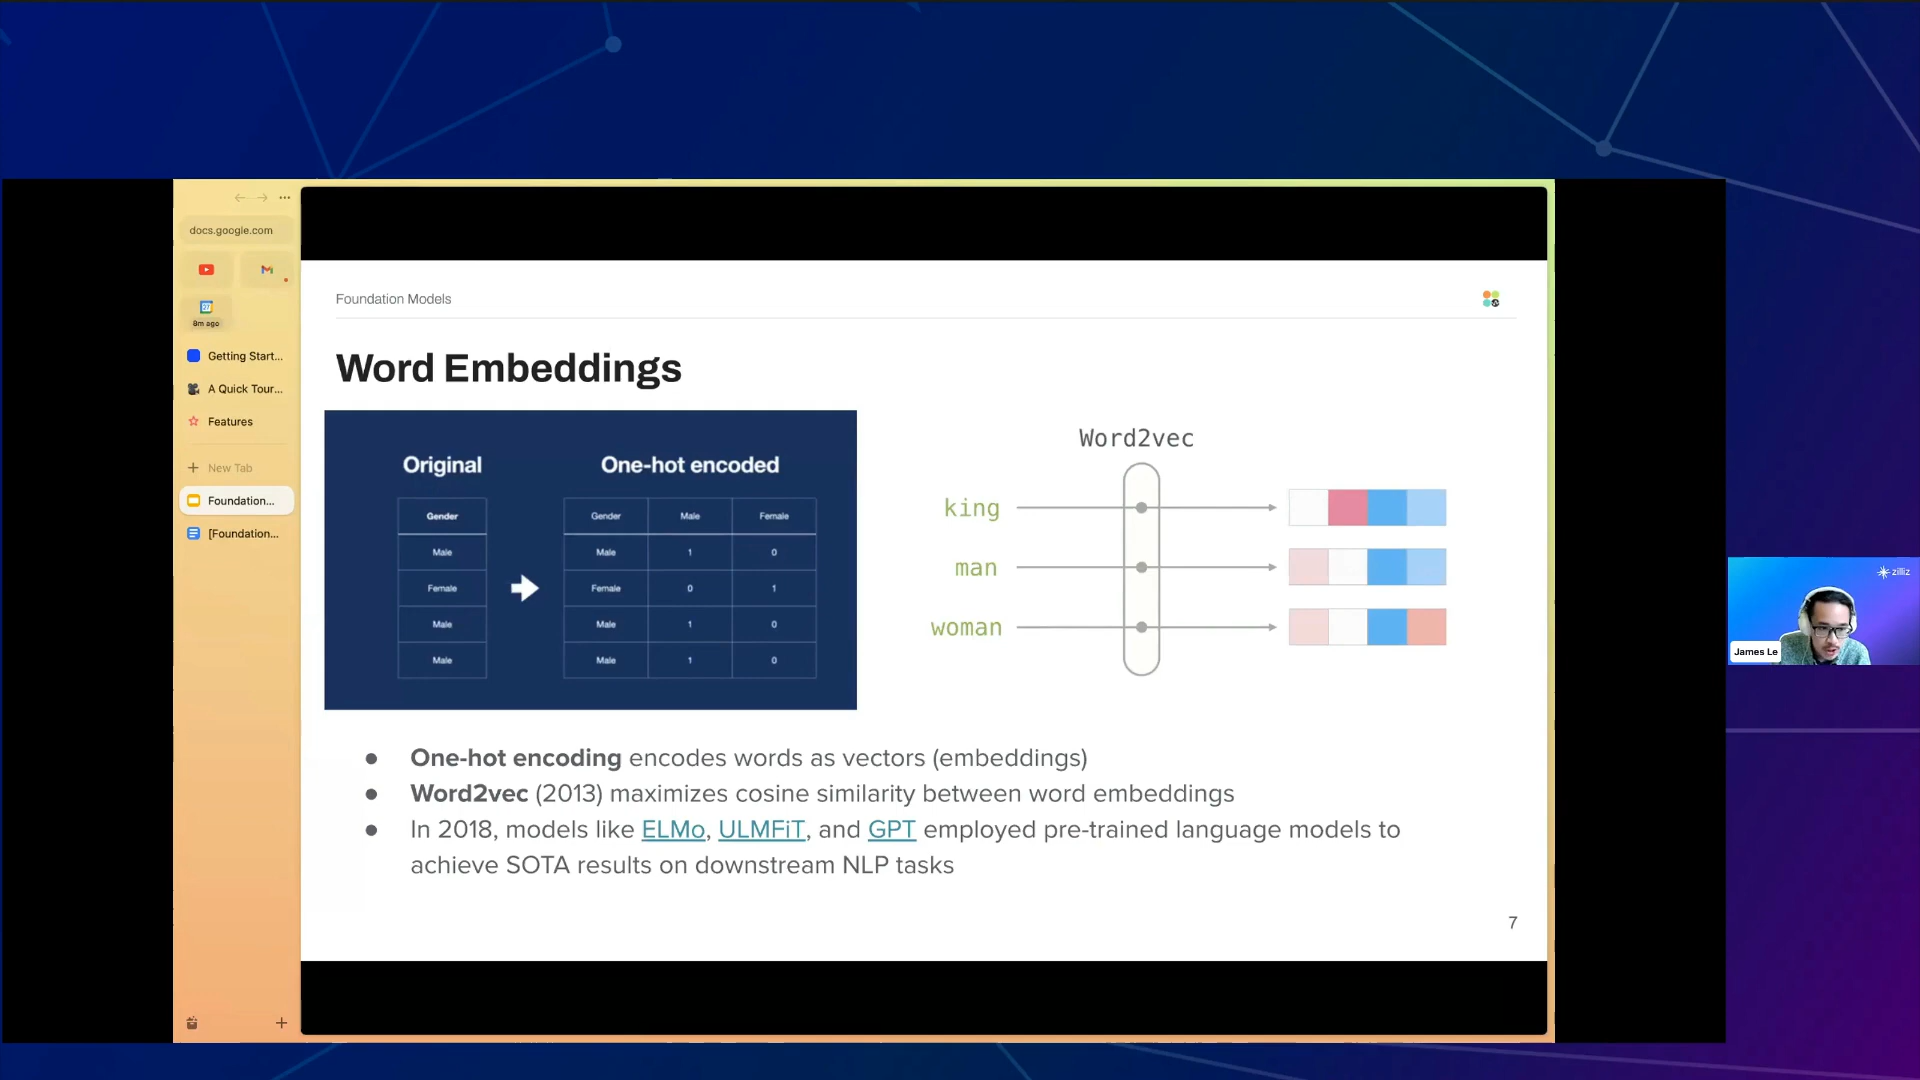 docs.google.com
8m ago
Getting Start...
A Quick Tour...
Features
New Tab
Foundation...
[Foundation...
Foundation Models
Word Embeddings
Original
Gender
Male
Female
Male
Male
One-hot encoded
Gender Male Female
Male 1 0
Female 0 1
Male 1 0
Male 1 0
Word2vec
king
man
woman
● One-hot encoding encodes words as vectors (embeddings)
● Word2vec (2013) maximizes cosine similarity between word embeddings
● In 2018, models like ELMo, ULMFiT, and GPT employed pre-trained language models to
achieve SOTA results on downstream NLP tasks
7
zilliz
James Le